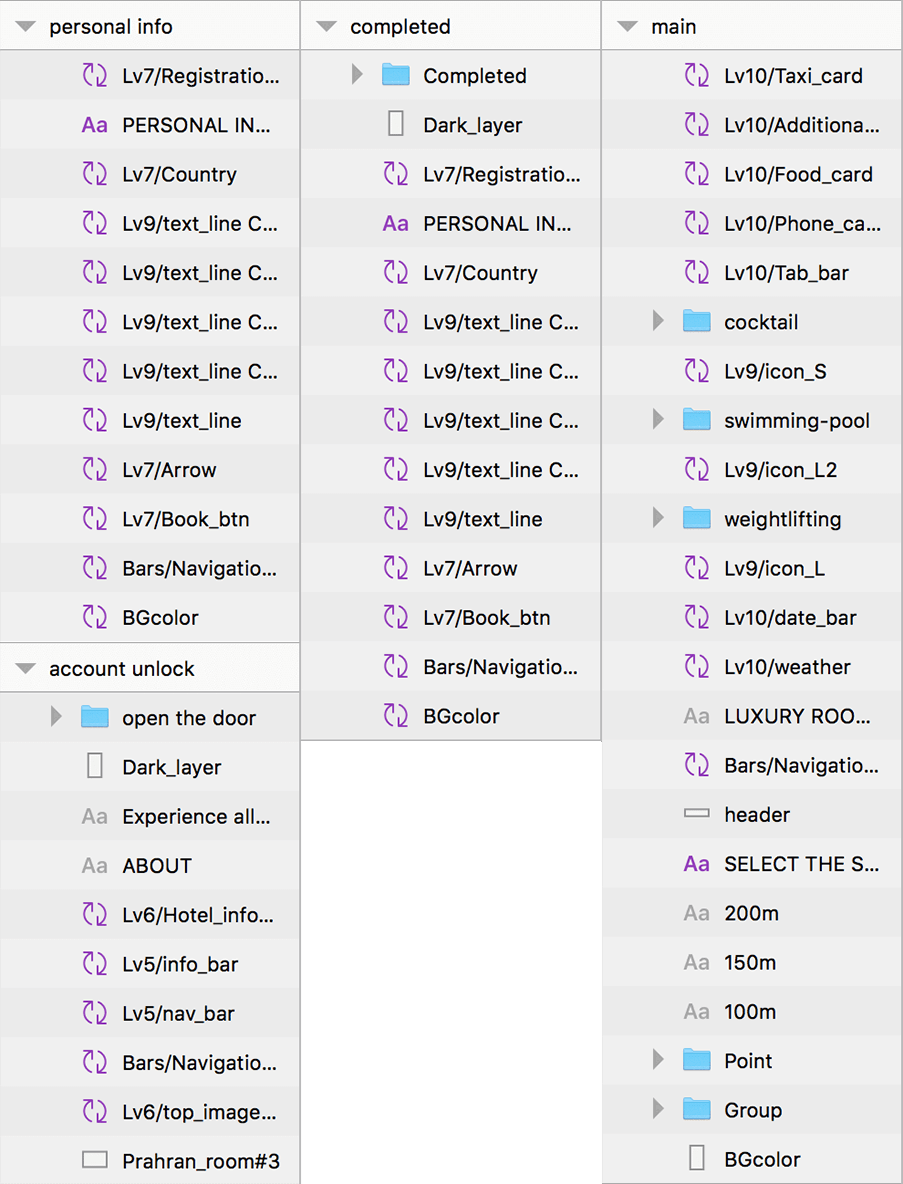 personal info
Lv7/Registratio...
Aa PERSONAL IN...
Lv7/Country
Lv9/text_line C...
Lv9/text_line C...
Lv9/text_line C...
Lv9/text_line C...
Lv9/text_line
Lv7/Arrow
Lv7/Book_btn
Bars/Navigatio...
BGcolor
account unlock
open the door
Dark_layer
Aa Experience all...
Aa ABOUT
Lv6/Hotel_info...
Lv5/info_bar
Lv5/nav_bar
Bars/Navigatio...
Lv6/top_image...
Prahran_room#3
completed
Completed
Dark_layer
Lv7/Registratio...
Aa PERSONAL IN...
Lv7/Country
Lv9/text_line C...
Lv9/text_line C...
Lv9/text_line C...
Lv9/text_line C...
Lv9/text_line
Lv7/Arrow
Lv7/Book_btn
Bars/Navigatio...
BGcolor
main
Lv10/Taxi_card
Lv10/Additiona...
Lv10/Food_card
Lv10/Phone_ca...
Lv10/Tab_bar
cocktail
Lv9/icon_S
swimming-pool
Lv9/icon_L2
weightlifting
Lv9/icon_L
Lv10/date_bar
Lv10/weather
Aa LUXURY ROO...
Bars/Navigatio...
header
Aa SELECT THE S...
Aa 200m
Aa 150m
Aa 100m
Point
Group
BGcolor